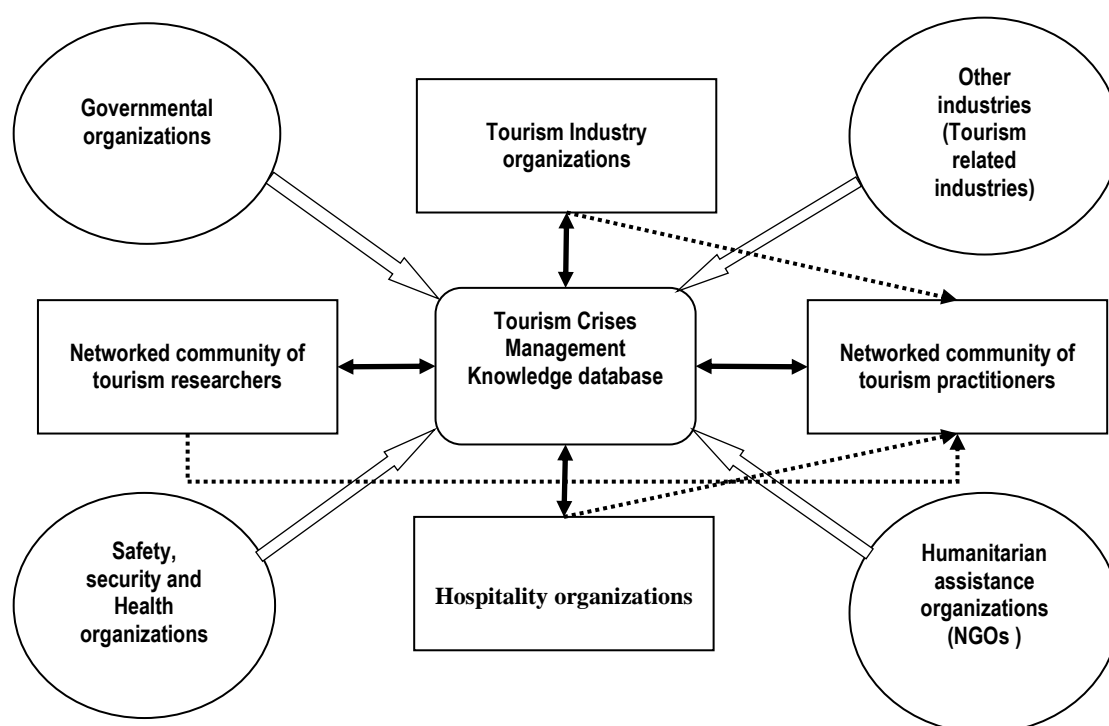 Governmental
organizations
Tourism Industry
organizations
Other
industries
(Tourism
related
industries)
Networked community of
tourism researchers
Tourism Crises
Management
Knowledge database
Networked community of
tourism practitioners
Safety,
security and
Health
organizations
Hospitality organizations
Humanitarian
assistance
organizations
(NGOs )